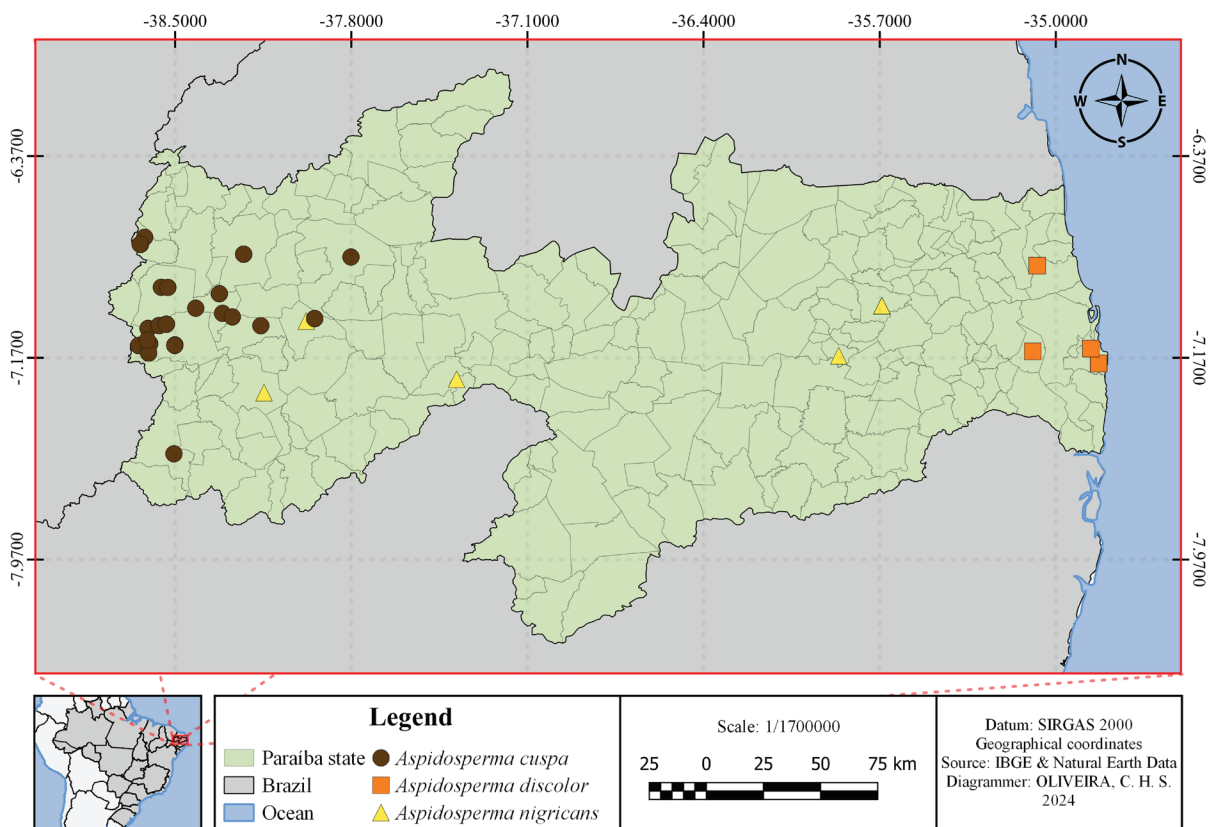 -38.5000 -37.8000 -37.1000 -36.4000 -35.7000 -35.0000
N
W E
S
-6.3700 -6.3700
-7.1700 -7.1700
-7.9700 -7.9700
Legend
Paraíba state
Brazil
Ocean
Aspidosperma cuspa
Aspidosperma discolor
Aspidosperma nigricans
Scale: 1/1700000
25 0 25 50 75 km
Datum: SIRGAS 2000
Geographical coordinates
Source: IBGE & Natural Earth Data
Diagrammer: OLIVEIRA, C. H. S.
2024